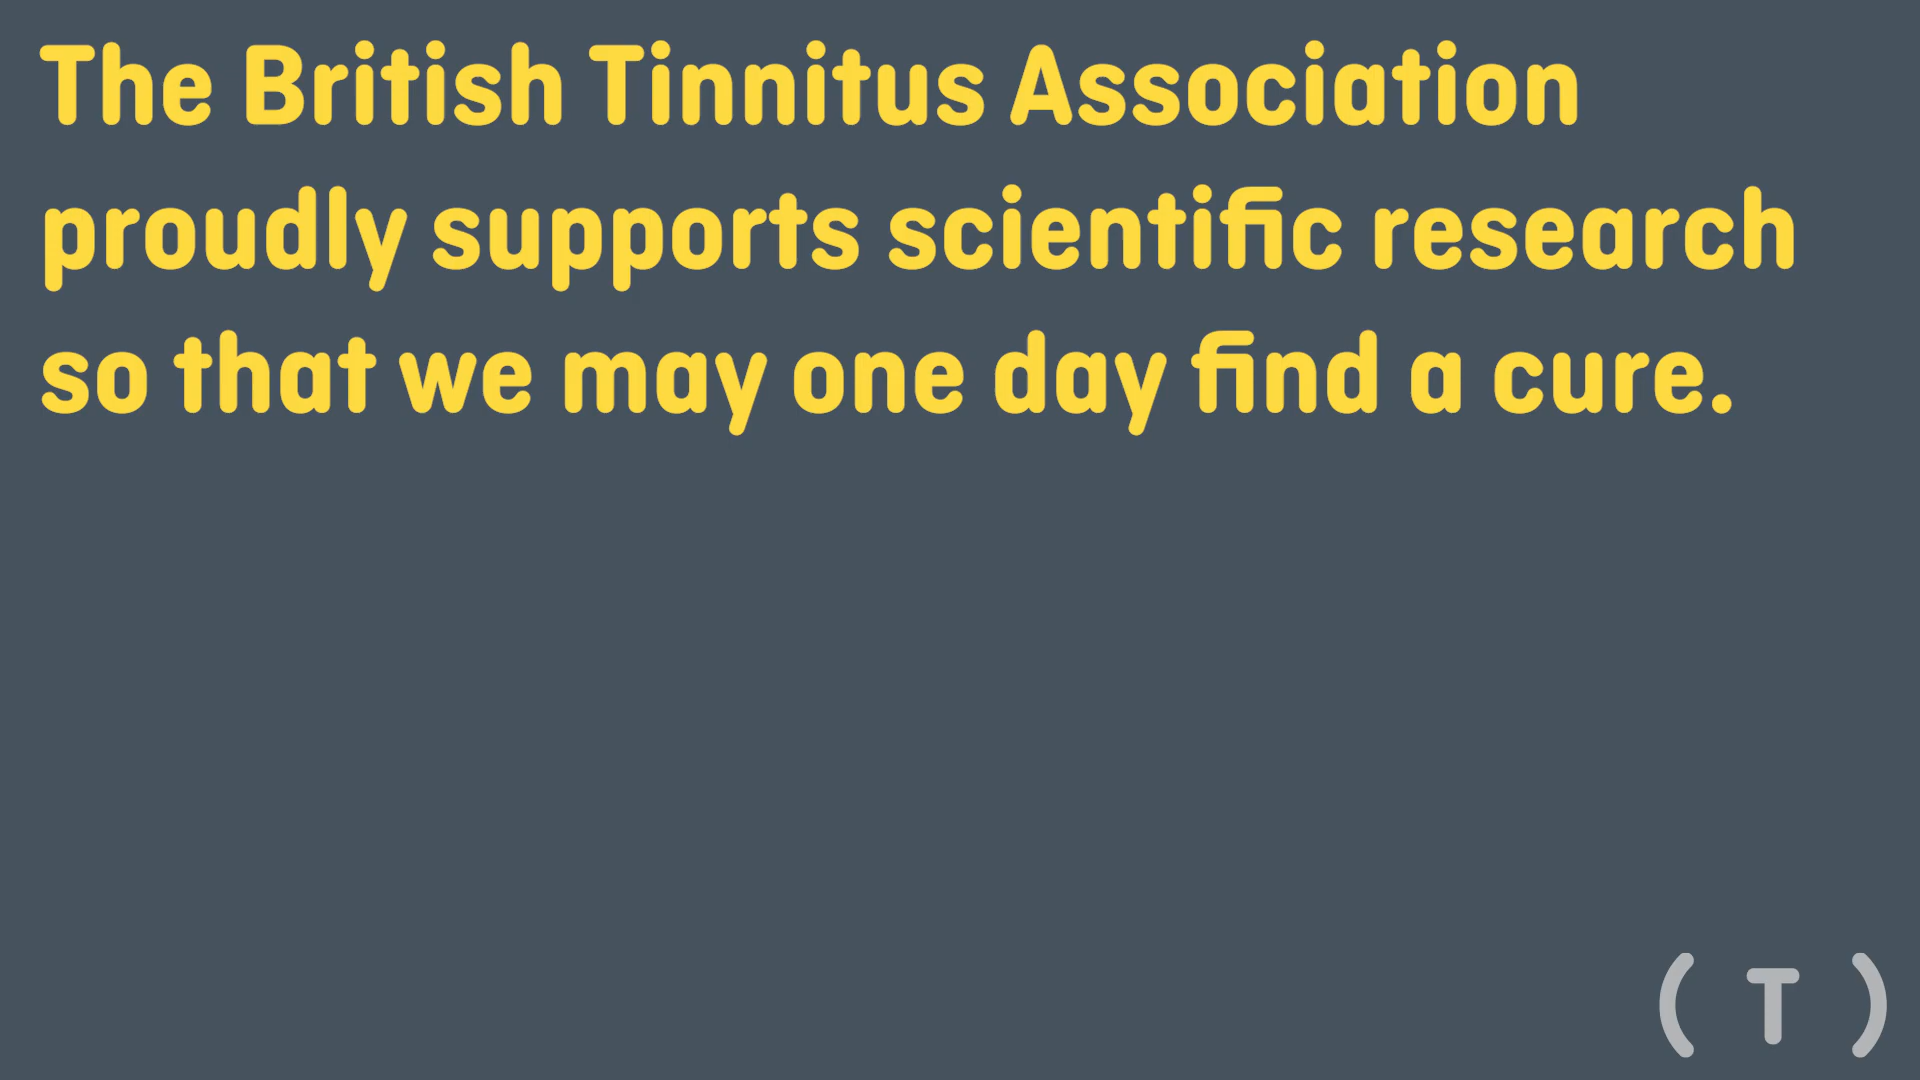 The British Tinnitus Association
proudly supports scientific research
so that we may one day find a cure.
( T )